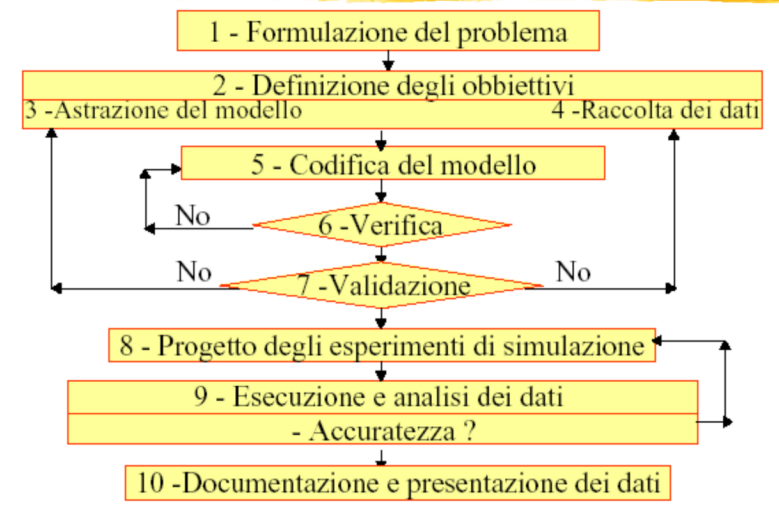 1 - Formulazione del problema
2 - Definizione degli obbiettivi
3 -Astrazione del modello 4 -Raccolta dei dati
5 - Codifica del modello
No
6 -Verifica
No
7 -Validazione
No
8 - Progetto degli esperimenti di simulazione
9 - Esecuzione e analisi dei dati
- Accuratezza ?
10 -Documentazione e presentazione dei dati